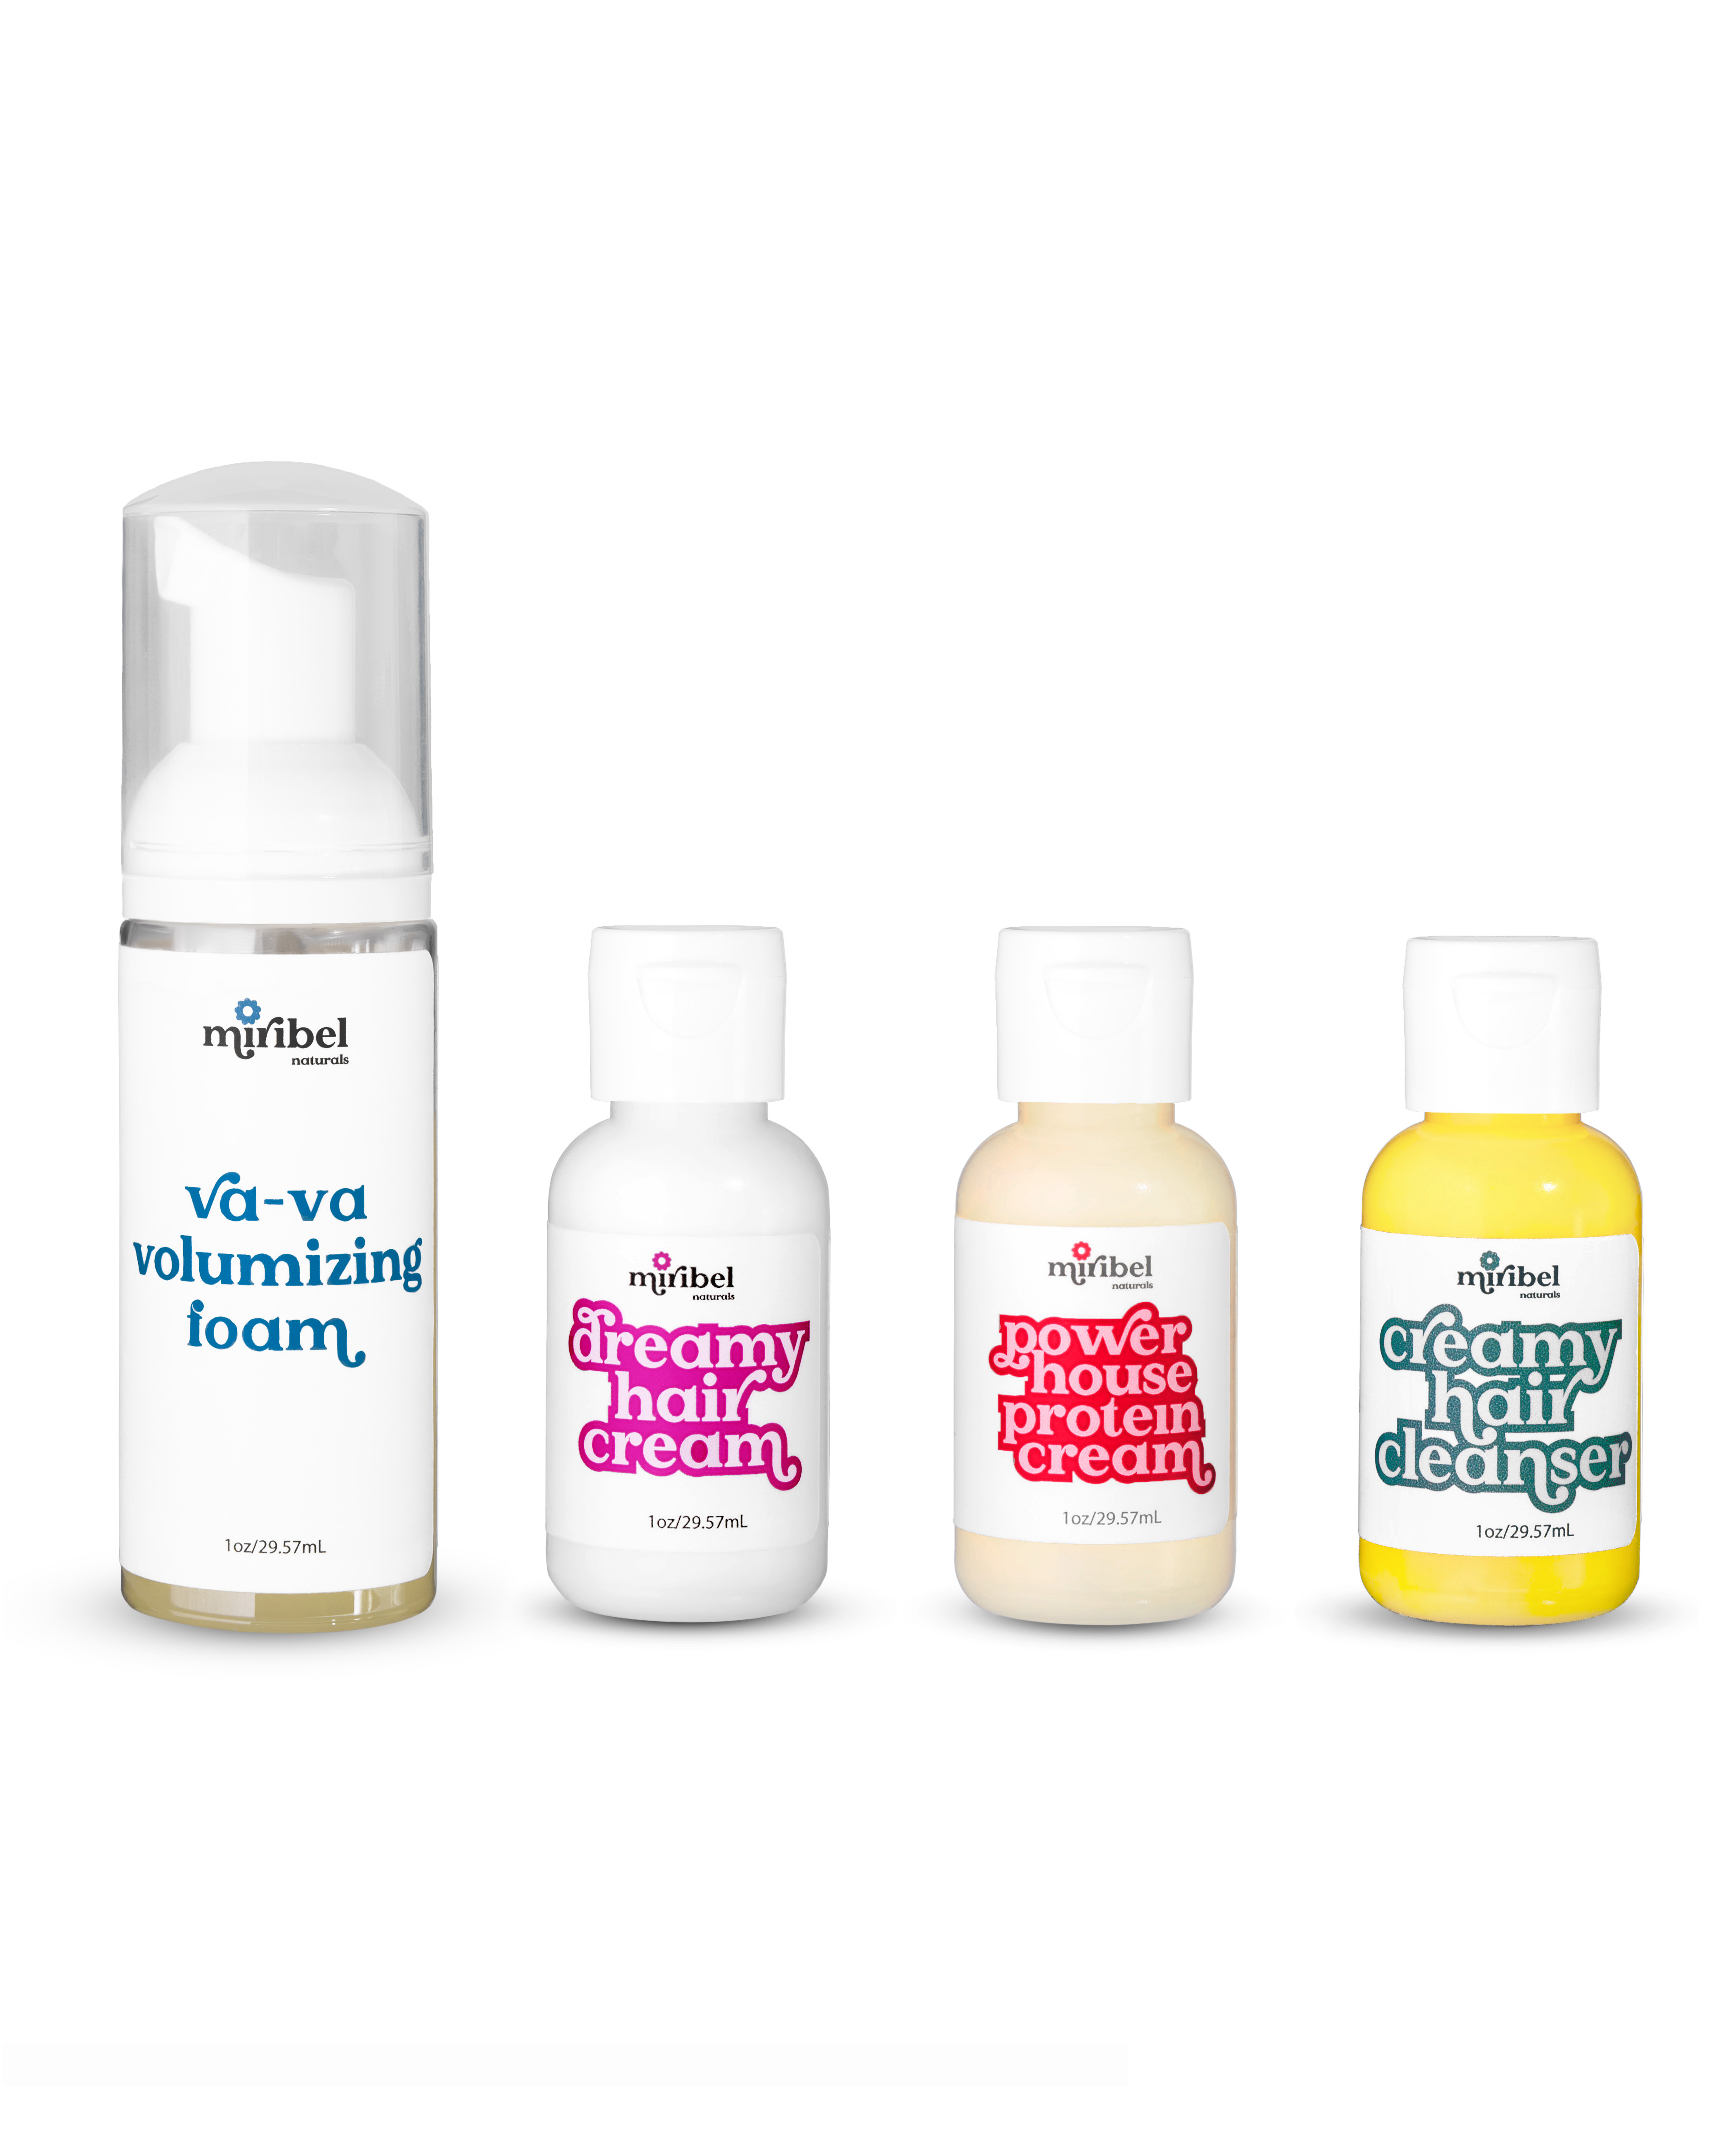 miribel
naturals
va-va
volumizing
foam
1oz/29.57mL
miribel
naturals
dreamy
hair
cream
1oz/29.57mL
miribel
naturals
power
house
protein
cream
1oz/29.57mL
miribel
naturals
creamy
hair
cleanser
1oz/29.57mL